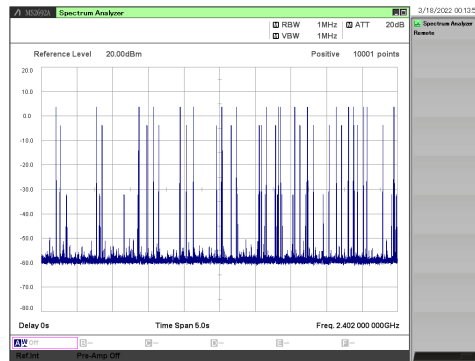 MS2692A Spectrum Analyzer
3/18/2022 00:13:5
RBW 1MHz ATT 20dB
VBW 1MHz
Spectrum Analyzer
Remote
Reference Level 20.00dBm Positive 10001 points
20.0
10.0
0.0
-10.0
-20.0
-30.0
-40.0
-50.0
-60.0
-70.0
-80.0
Delay 0s Time Span 5.0s Freq. 2.402 000 000GHz
A W Off B -- C -- D -- E -- F --
Ref.Int Pre-Amp Off